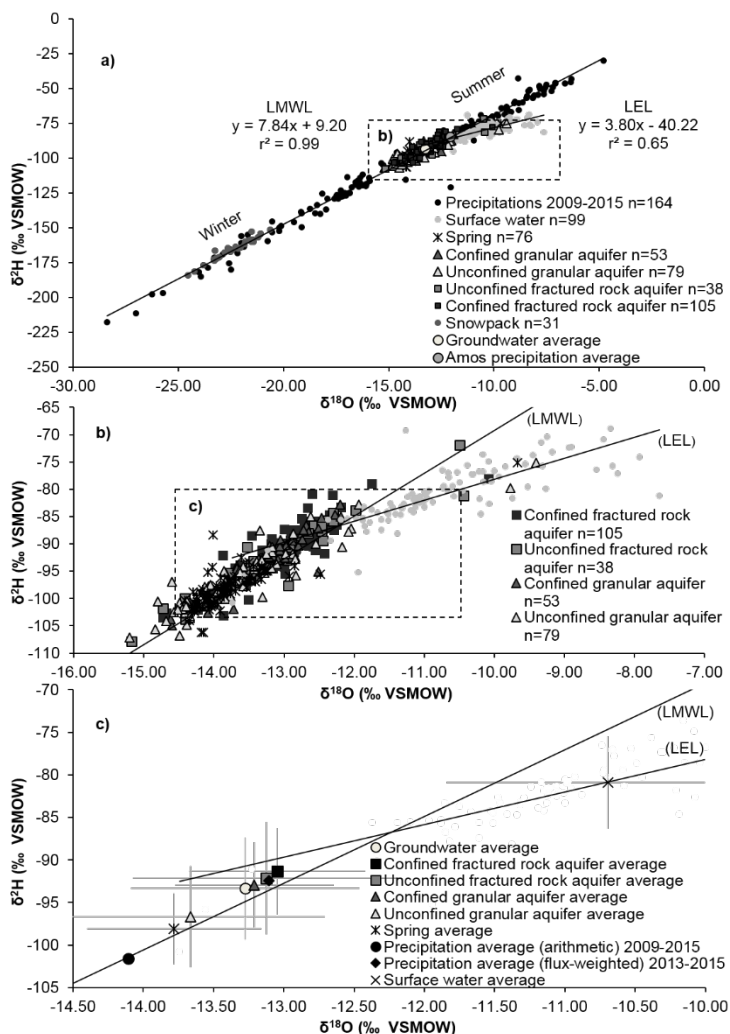 0
-25
-50
-75
-100
-125
-150
-175
-200
-225
-250
δ²H (‰ VSMOW)
a)
Summer
LMWL
y = 7.84x + 9.20
r² = 0.99
LEL
y = 3.80x - 40.22
r² = 0.65
b)
Winter
Precipitations 2009-2015 n=164
Surface water n=99
Spring n=76
Confined granular aquifer n=53
Unconfined granular aquifer n=79
Unconfined fractured rock aquifer n=38
Confined fractured rock aquifer n=105
Snowpack n=31
Groundwater average
Amos precipitation average
-30.00 -25.00 -20.00 -15.00 -10.00 -5.00 0.00
δ¹⁸O (‰ VSMOW)
-65
-70
-75
-80
-85
-90
-95
-100
-105
-110
δ²H (‰ VSMOW)
b)
(LMWL)
(LEL)
c)
Confined fractured rock
aquifer n=105
Unconfined fractured rock
aquifer n=38
Confined granular aquifer
n=53
Unconfined granular aquifer
n=79
-16.00 -15.00 -14.00 -13.00 -12.00 -11.00 -10.00 -9.00 -8.00 -7.00
δ¹⁸O (‰ VSMOW)
-70
-75
-80
-85
-90
-95
-100
-105
δ²H (‰ VSMOW)
c)
(LMWL)
(LEL)
Groundwater average
Confined fractured rock aquifer average
Unconfined fractured rock aquifer average
Confined granular aquifer average
Unconfined granular aquifer average
Spring average
Precipitation average (arithmetic) 2009-2015
Precipitation average (flux-weighted) 2013-2015
Surface water average
-14.50 -14.00 -13.50 -13.00 -12.50 -12.00 -11.50 -11.00 -10.50 -10.00
δ¹⁸O (‰ VSMOW)